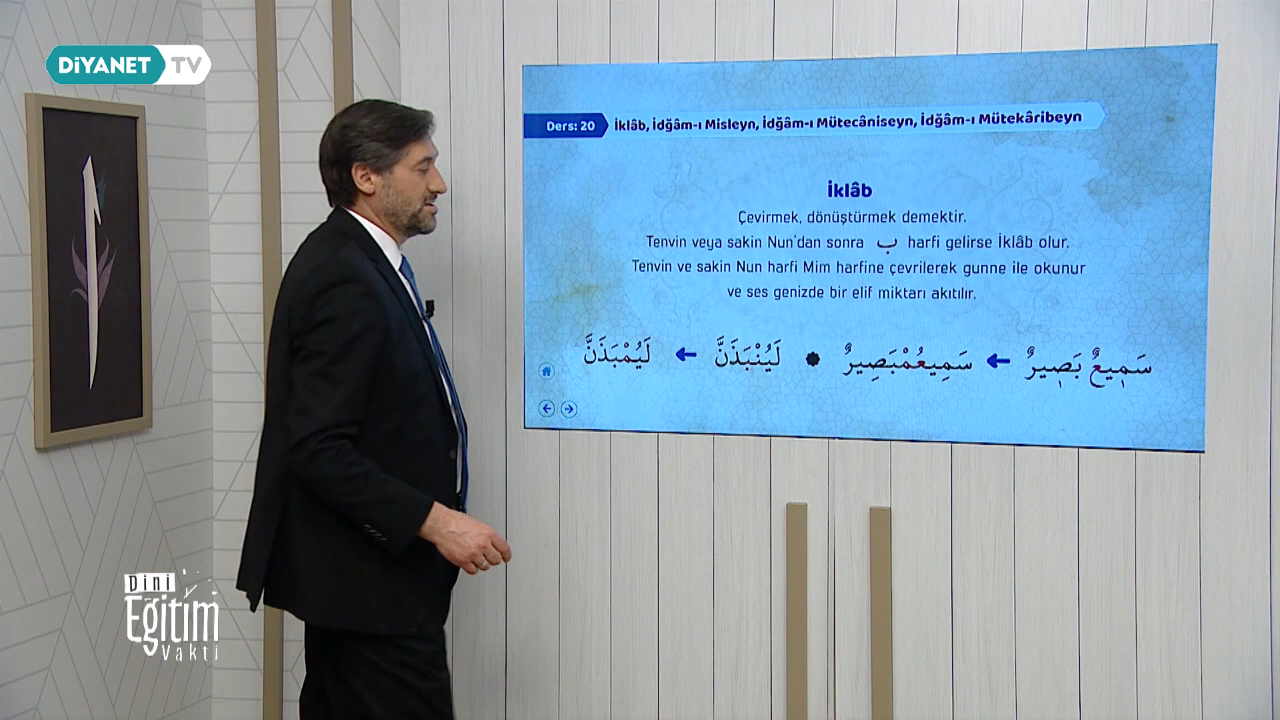 DİYANET TV
Ders: 20
İklâb, İdğâm-ı Misleyn, İdğâm-ı Mütecâniseyn, İdğâm-ı Mütekâribeyn
İklâb
Çevirmek, dönüştürmek demektir.
Tenvin veya sakin Nun'dan sonra ب harfi gelirse İklâb olur.
Tenvin ve sakin Nun harfi Mim harfine çevrilerek gunne ile okunur
ve ses genizde bir elif miktarı akıtılır.
سَمِيعٌ بَصِيرٌ ← سَمِيعُمْبَصِيرٌ • لَيُنْبَذَنَّ ← لَيُمْبَذَنَّ
Dini
Eğitim
Vakti